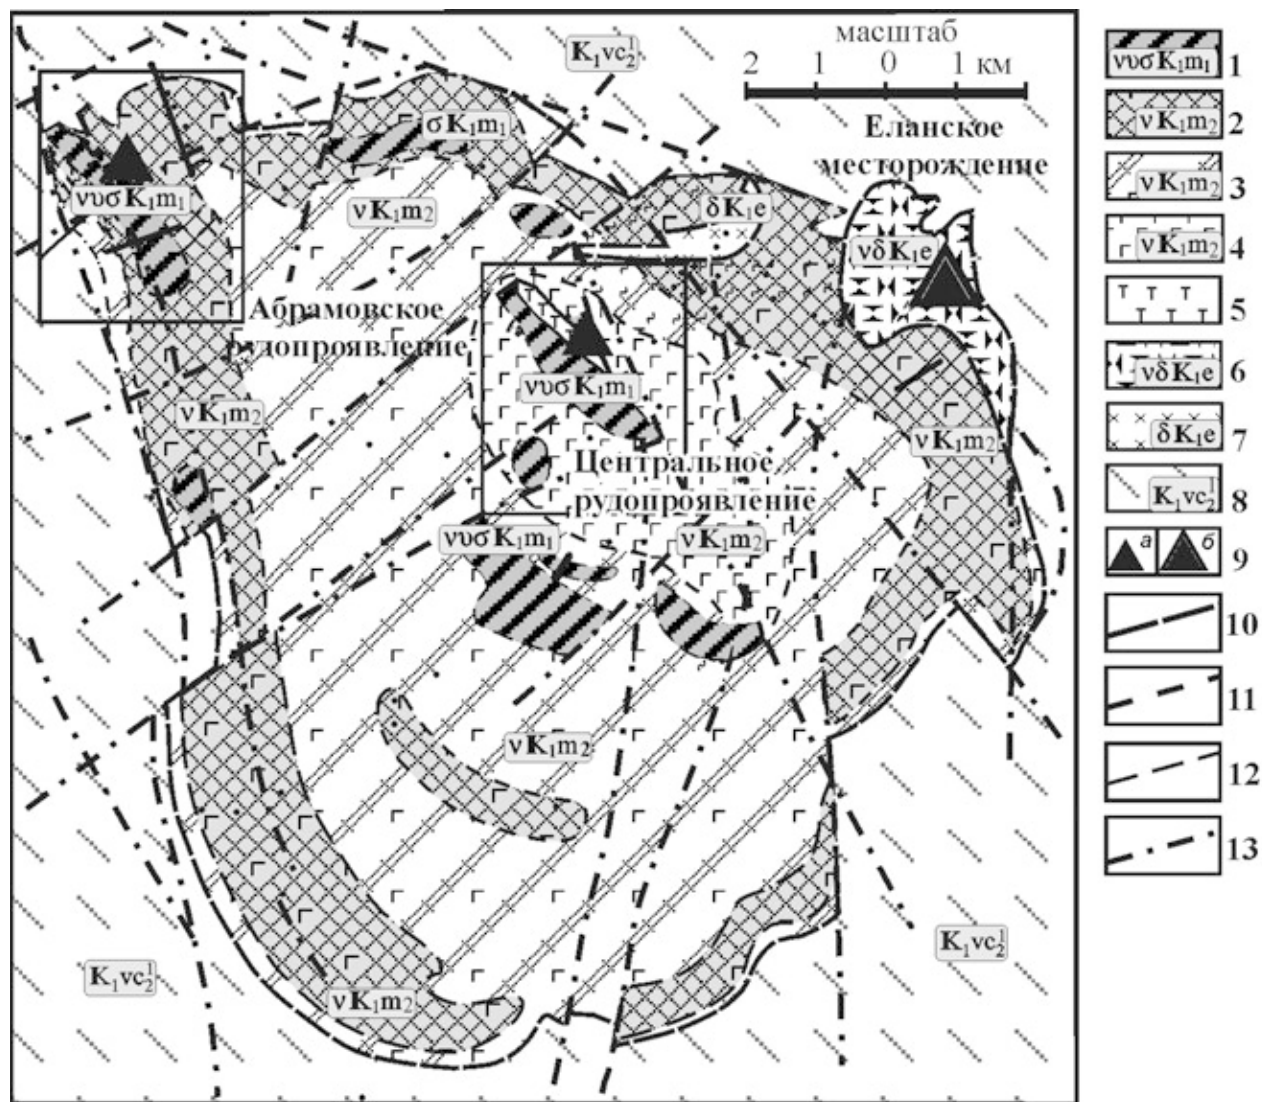 K₁vc₂¹
масштаб
2 1 0 1 км
Еланское
месторождение
σK₁m₁
νυσK₁m₁
νK₁m₂
δK₁e
νδK₁e
Абрамовское
рудопроявление
νυσK₁m₁
νK₁m₂
νK₁m₂
Центральное
рудопроявление
νυσK₁m₁
νK₁m₂
νK₁m₂
K₁vc₂¹
K₁vc₂¹
νK₁m₂
νυσK₁m₁ 1
νK₁m₂ 2
νK₁m₂ 3
νK₁m₂ 4
5
νδK₁e 6
δK₁e 7
K₁vc₂¹ 8
а б 9
10
11
12
13